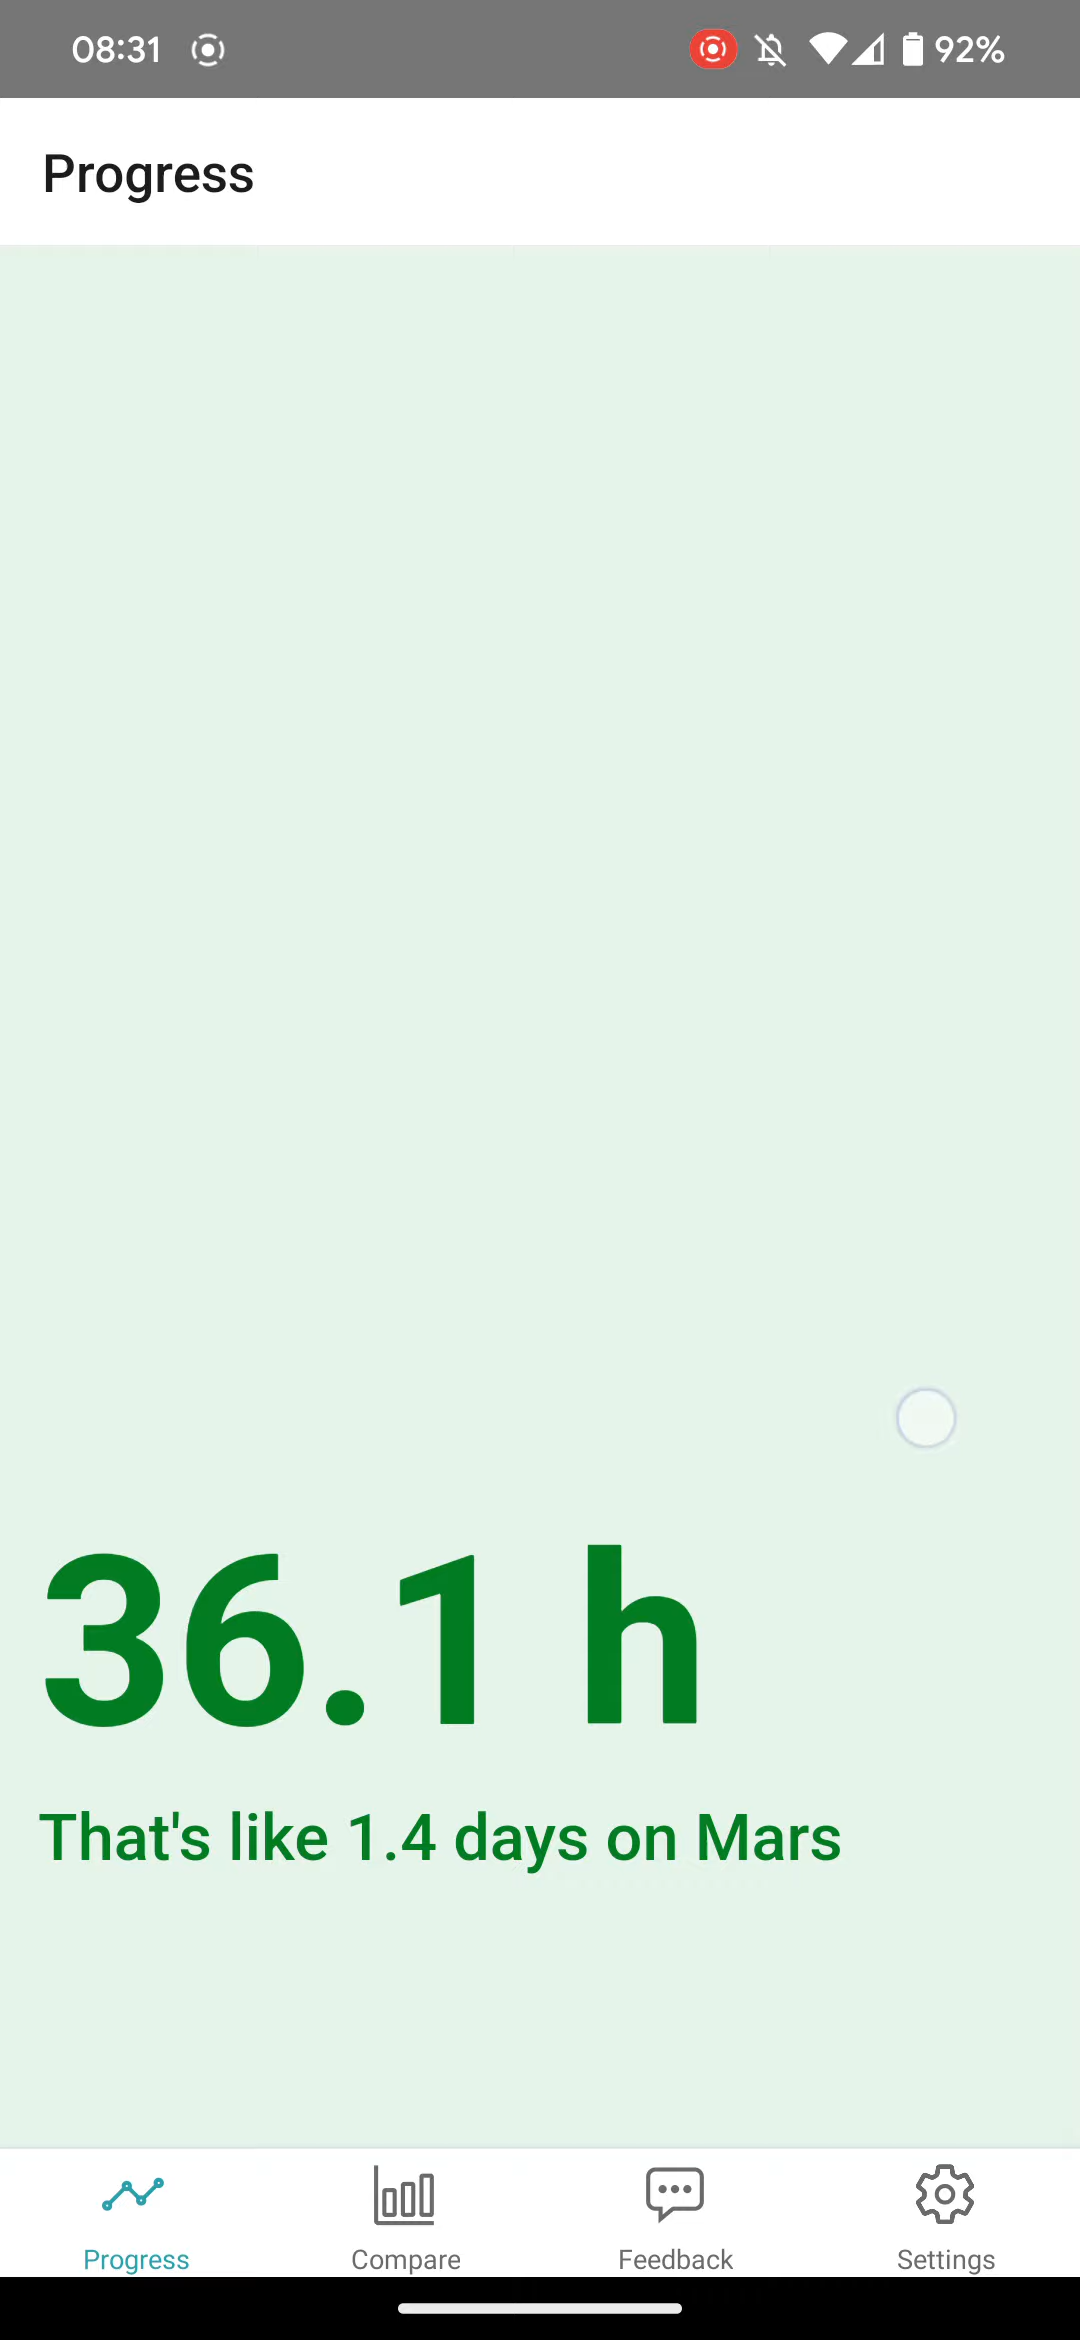 08:31
92%
Progress
36.1 h
That's like 1.4 days on Mars
Progress
Compare
Feedback
Settings